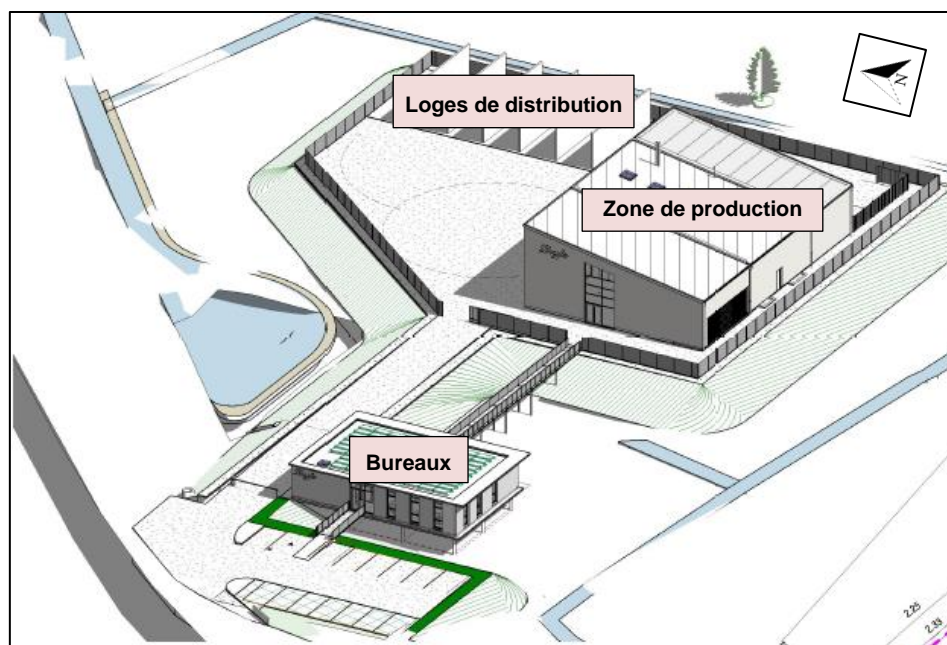 Loges de distribution
Zone de production
Bureaux
N
2.25
2.33